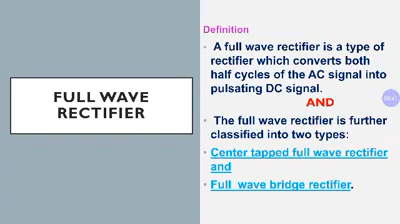 FULL WAVE
RECTIFIER
Definition
• A full wave rectifier is a type of
rectifier which converts both
half cycles of the AC signal into
pulsating DC signal.
AND
• The full wave rectifier is further
classified into two types:
• Center tapped full wave rectifier
and
• Full wave bridge rectifier.